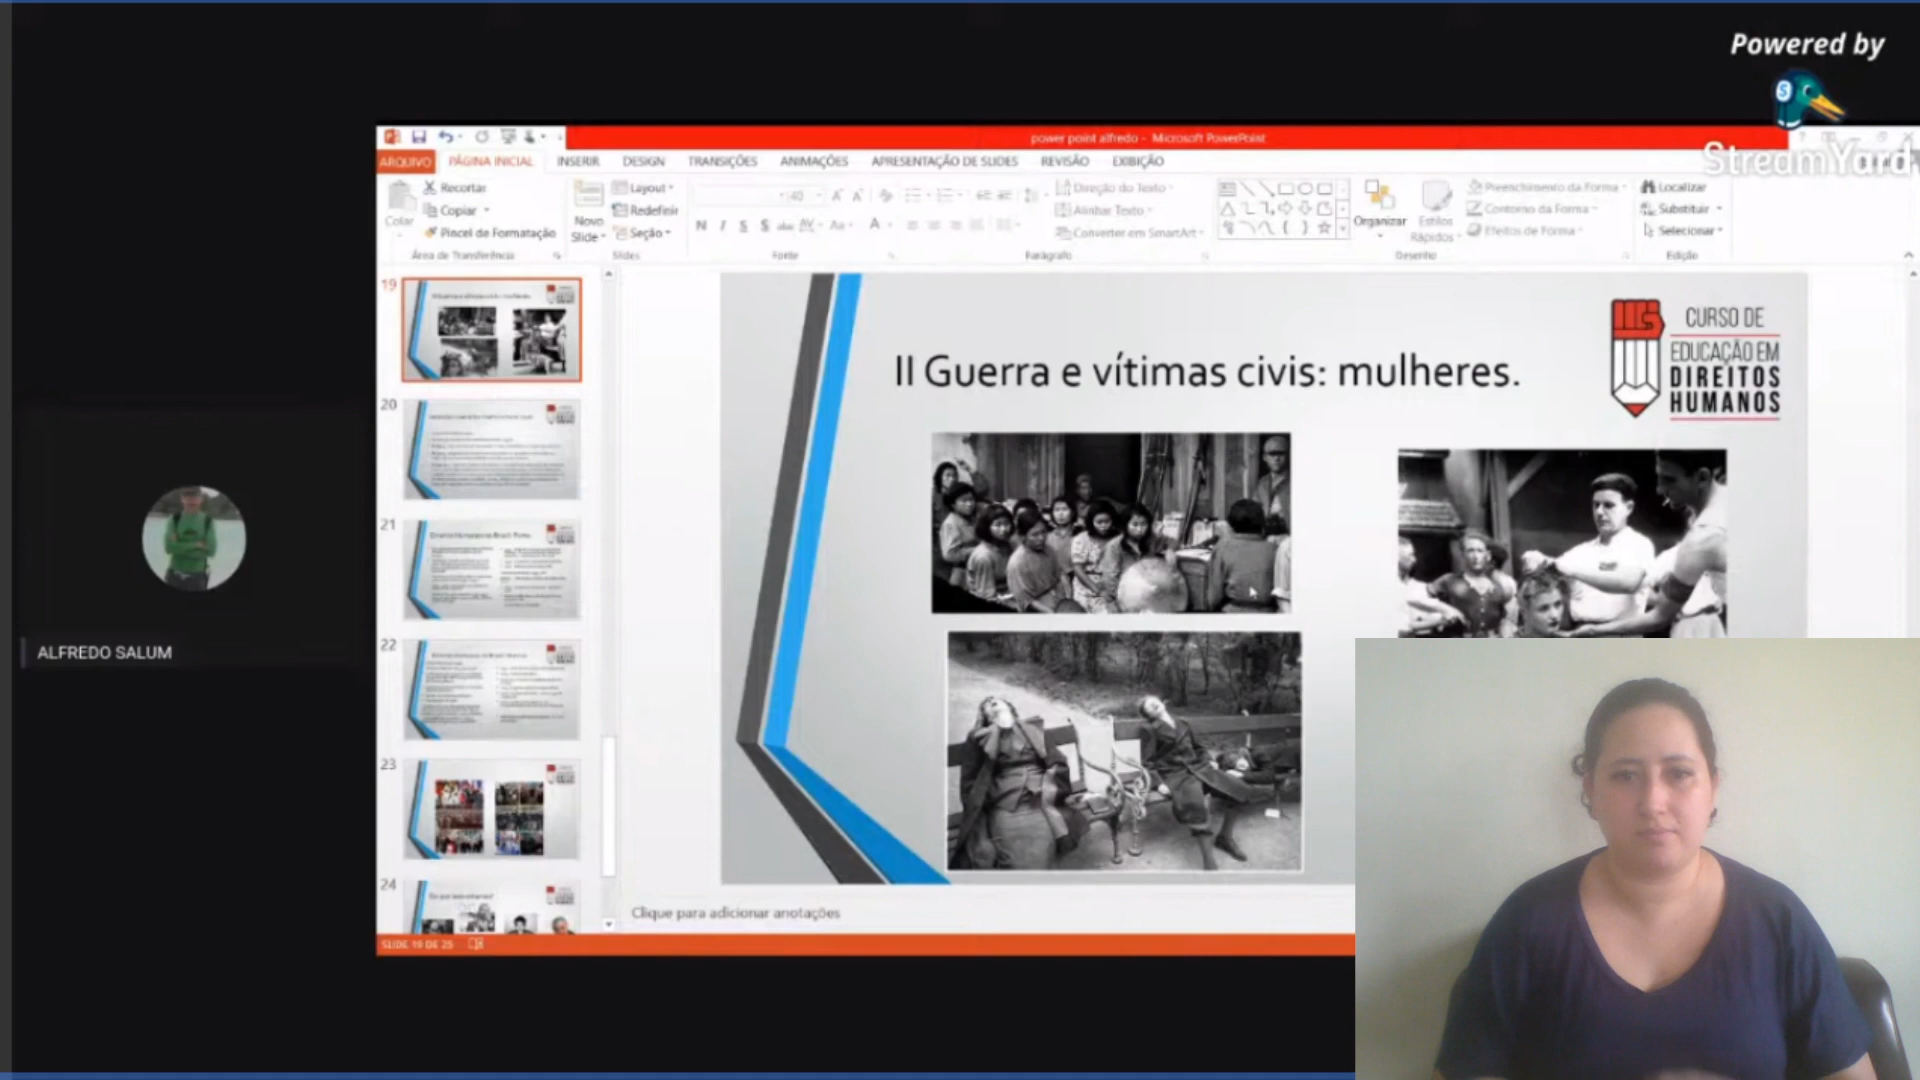 Powered by
StreamYard
power point alfredo - Microsoft PowerPoint
ARQUIVO PÁGINA INICIAL INSERIR DESIGN TRANSIÇÕES ANIMAÇÕES APRESENTAÇÃO DE SLIDES REVISÃO EXIBIÇÃO
Colar
Recortar
Copiar
Pincel de Formatação
Área de Transferência
Novo
Slide
Layout
Redefinir
Seção
Slides
40
N I S S abc AV Aa A
Fonte
Direção do Texto
Alinhar Texto
Converter em SmartArt
Parágrafo
Organizar
Estilos
Rápidos
Preenchimento da Forma
Contorno da Forma
Efeitos de Forma
Desenho
Localizar
Substituir
Selecionar
Edição
19
20
21
22
23
24
II Guerra e vítimas civis: mulheres.
CURSO DE
EDUCAÇÃO EM
DIREITOS
HUMANOS
ALFREDO SALUM
Clique para adicionar anotações
SLIDE 19 DE 25